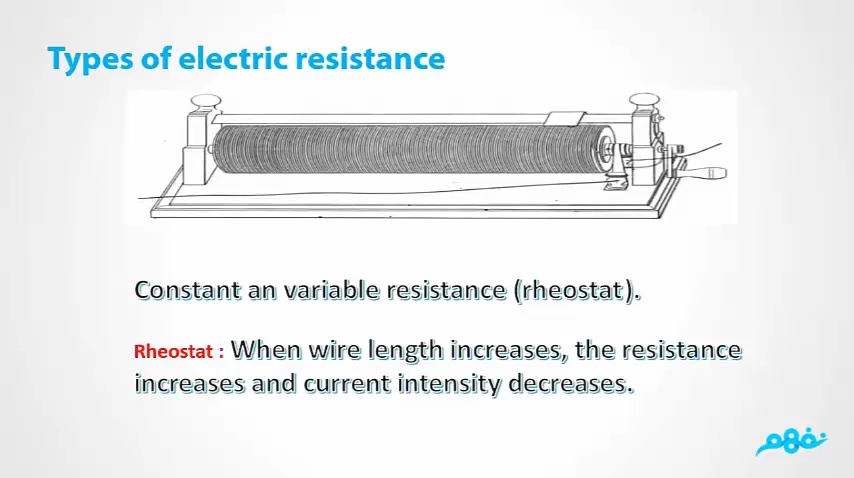 Types of electric resistance
Constant an variable resistance (rheostat).
Rheostat : When wire length increases, the resistance
increases and current intensity decreases.
نفهم